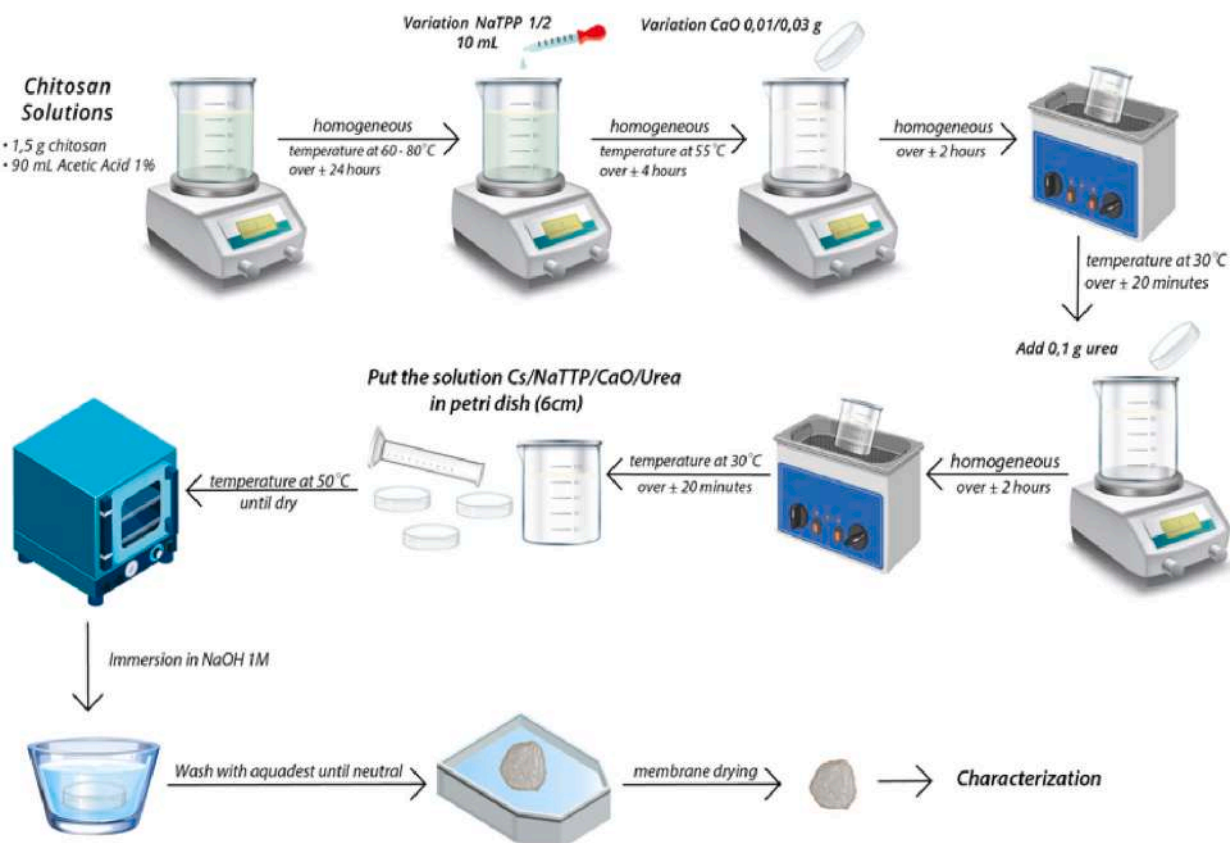 Variation NaTPP 1/2
10 mL
Variation CaO 0,01/0,03 g
Chitosan
Solutions
• 1,5 g chitosan
• 90 mL Acetic Acid 1%
homogeneous
temperature at 60 - 80°C
over ± 24 hours
homogeneous
temperature at 55°C
over ± 4 hours
homogeneous
over ± 2 hours
temperature at 30°C
over ± 20 minutes
Add 0,1 g urea
homogeneous
over ± 2 hours
temperature at 30°C
over ± 20 minutes
Put the solution Cs/NaTTP/CaO/Urea
in petri dish (6cm)
temperature at 50°C
until dry
Immersion in NaOH 1M
Wash with aquadest until neutral
membrane drying
Characterization